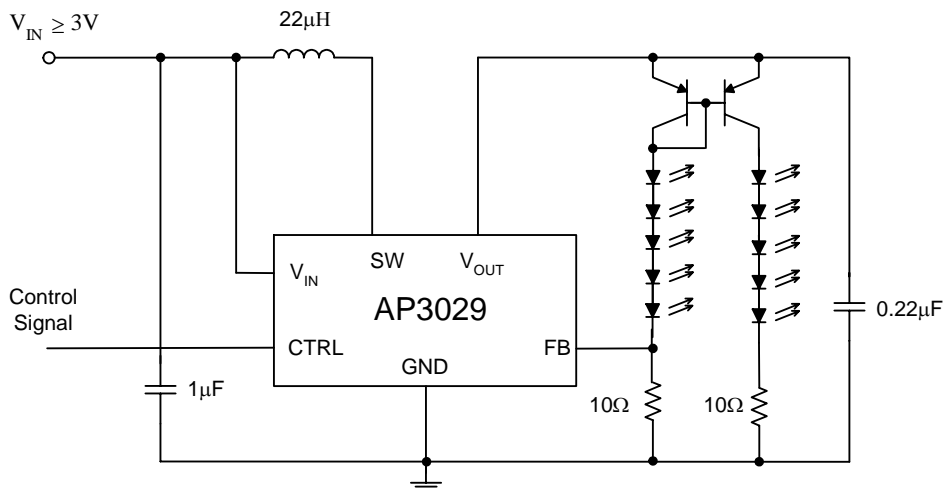 V_IN ≥ 3V
22μH
V_IN
SW
V_OUT
AP3029
Control
Signal
CTRL
FB
GND
0.22μF
1μF
10Ω
10Ω